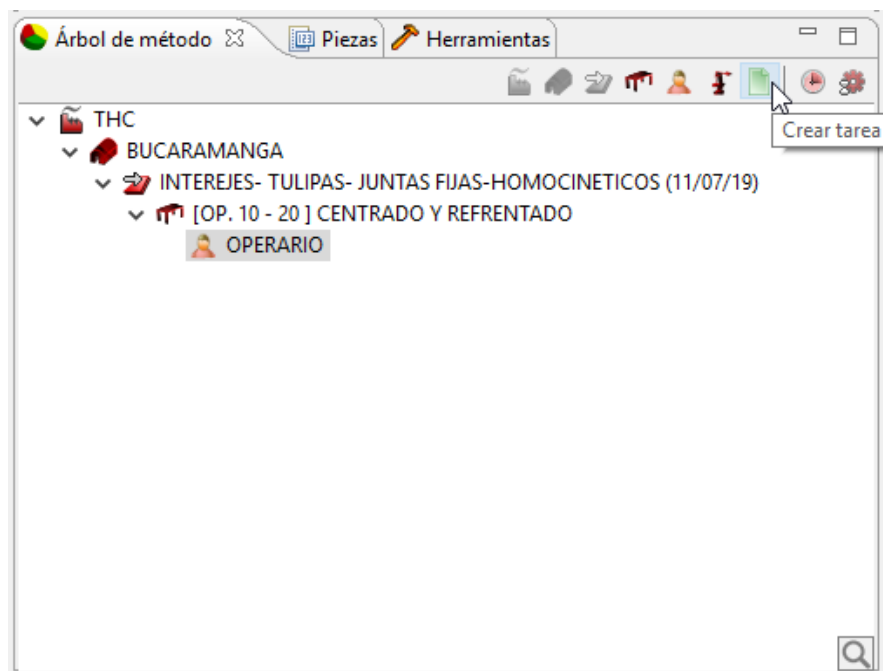 Árbol de método Piezas Herramientas
Crear tarea
THC
BUCARAMANGA
INTEREJES- TULIPAS- JUNTAS FIJAS-HOMOCINETICOS (11/07/19)
[OP. 10 - 20 ] CENTRADO Y REFRENTADO
OPERARIO